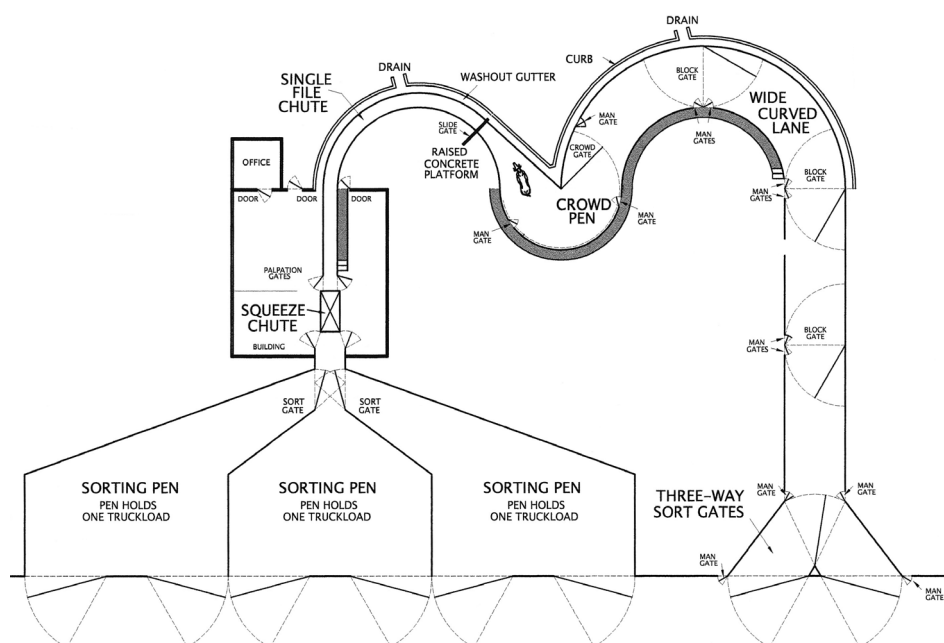 DRAIN
DRAIN
CURB
WASHOUT GUTTER
SINGLE
FILE
CHUTE
BLOCK
GATE
WIDE
CURVED
LANE
SLIDE
GATE
RAISED
CONCRETE
PLATFORM
MAN
GATE
CROWD
GATE
MAN
GATES
OFFICE
DOOR
DOOR
DOOR
CROWD
PEN
MAN
GATE
MAN
GATE
BLOCK
GATE
MAN
GATES
PALPATION
GATES
SQUEEZE
CHUTE
BUILDING
BLOCK
GATE
MAN
GATES
SORT
GATE
SORT
GATE
SORTING PEN
PEN HOLDS
ONE TRUCKLOAD
SORTING PEN
PEN HOLDS
ONE TRUCKLOAD
SORTING PEN
PEN HOLDS
ONE TRUCKLOAD
THREE-WAY
SORT GATES
MAN
GATE
MAN
GATE
MAN
GATE
MAN
GATE